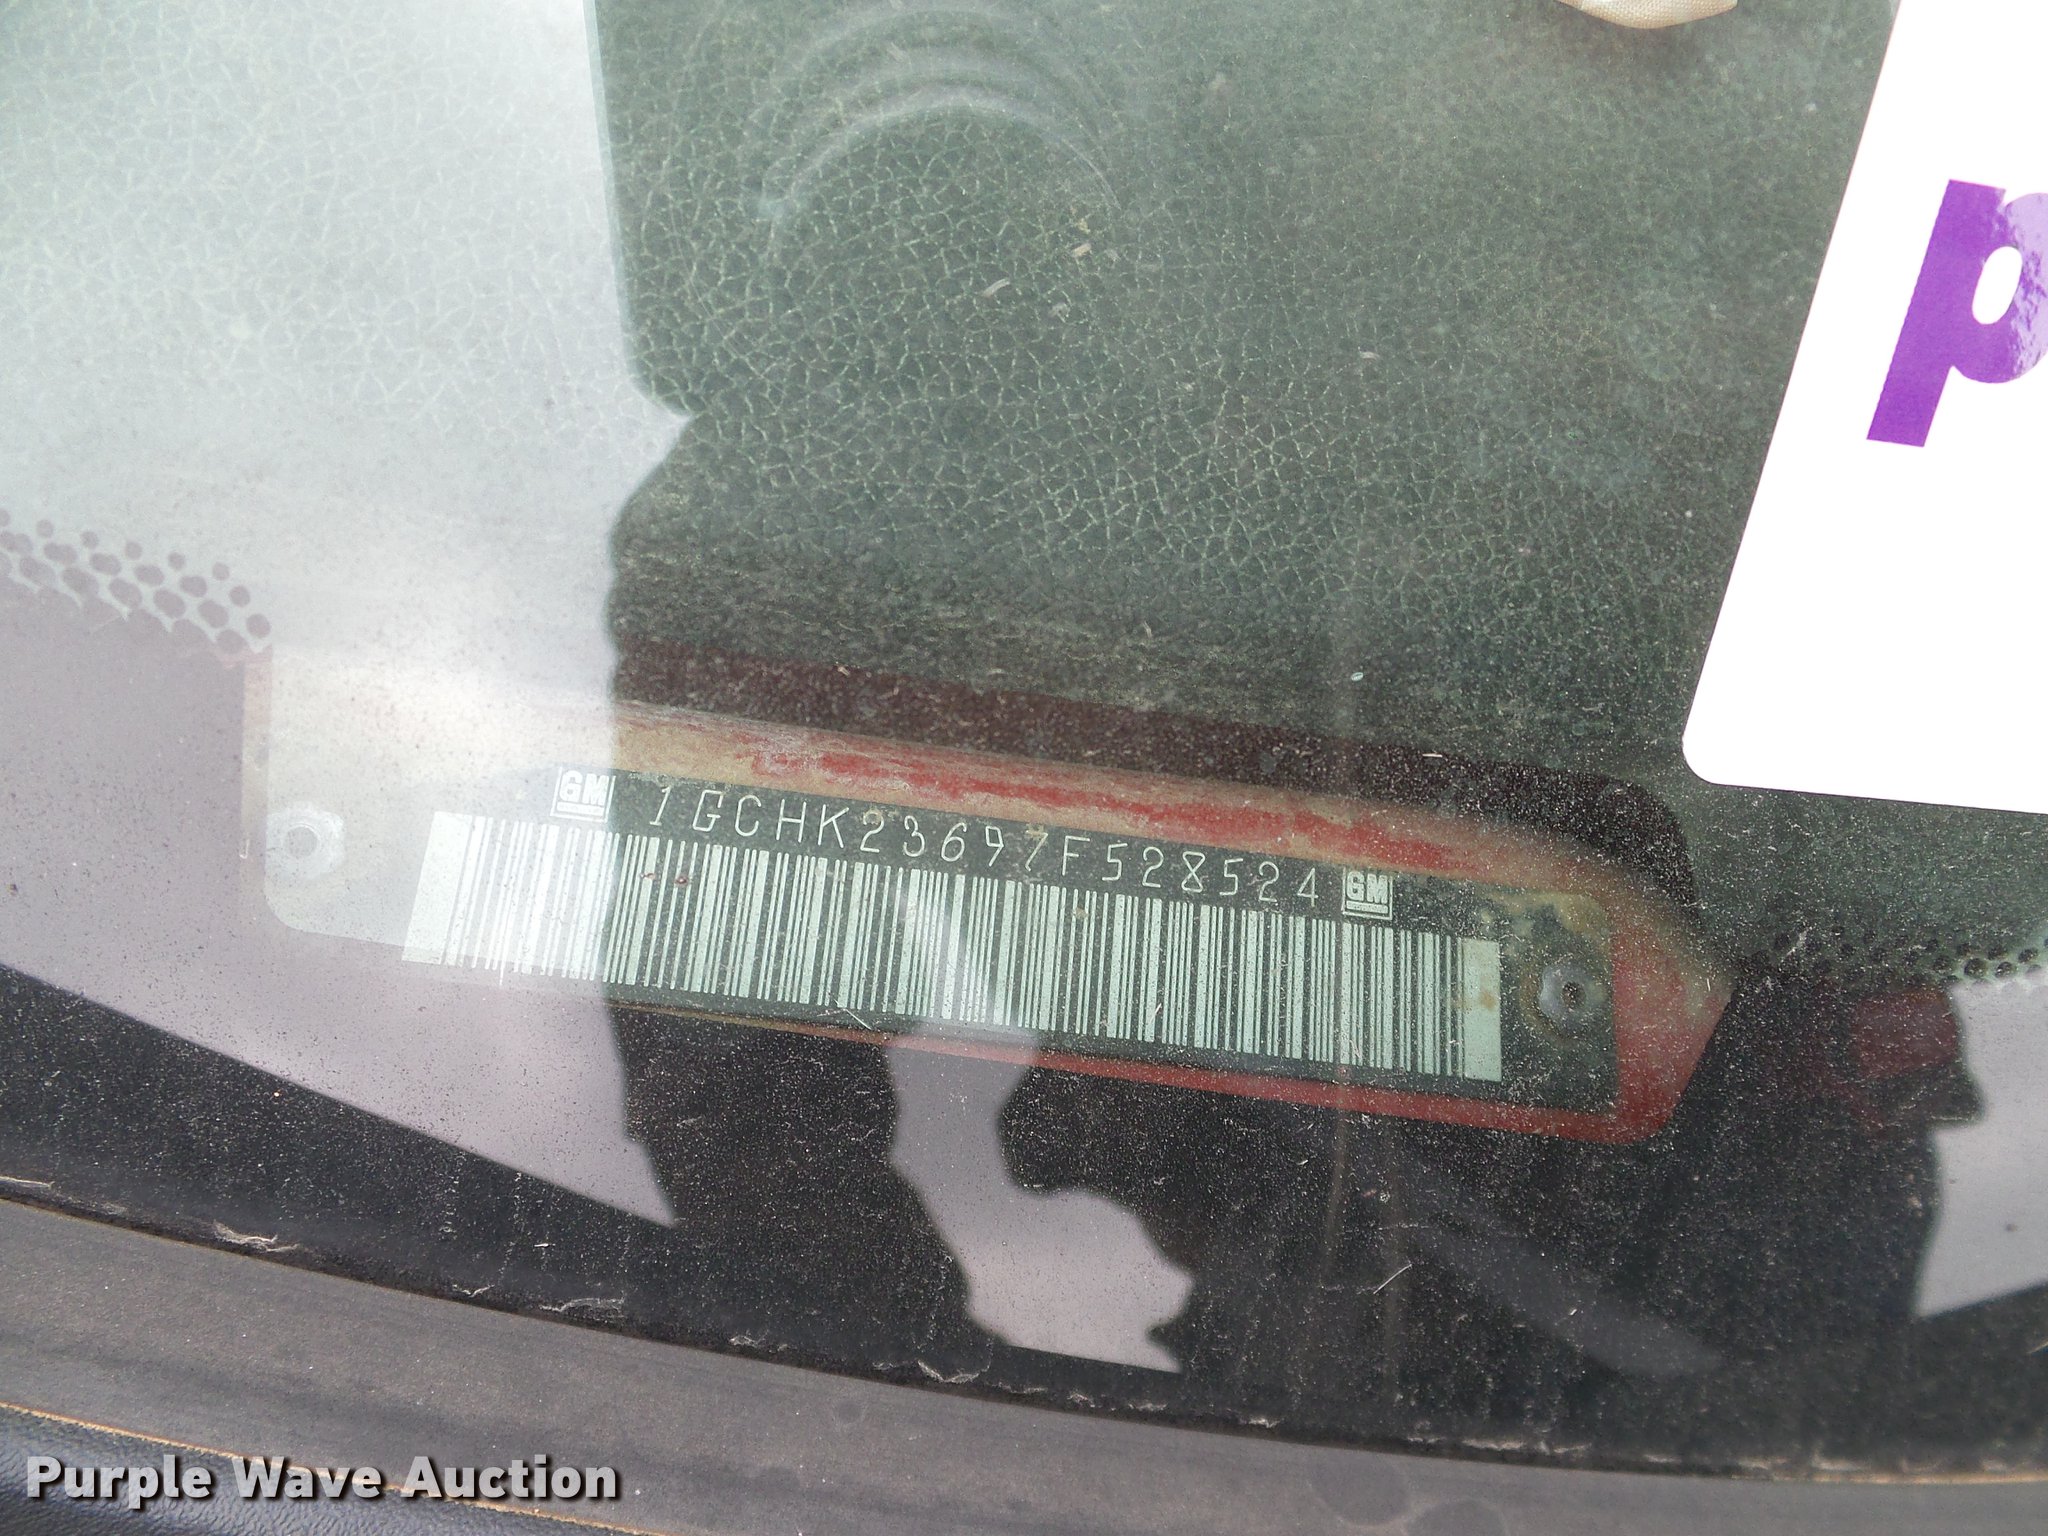 p
GM 1GCHK23697F528524 GM
Purple Wave Auction